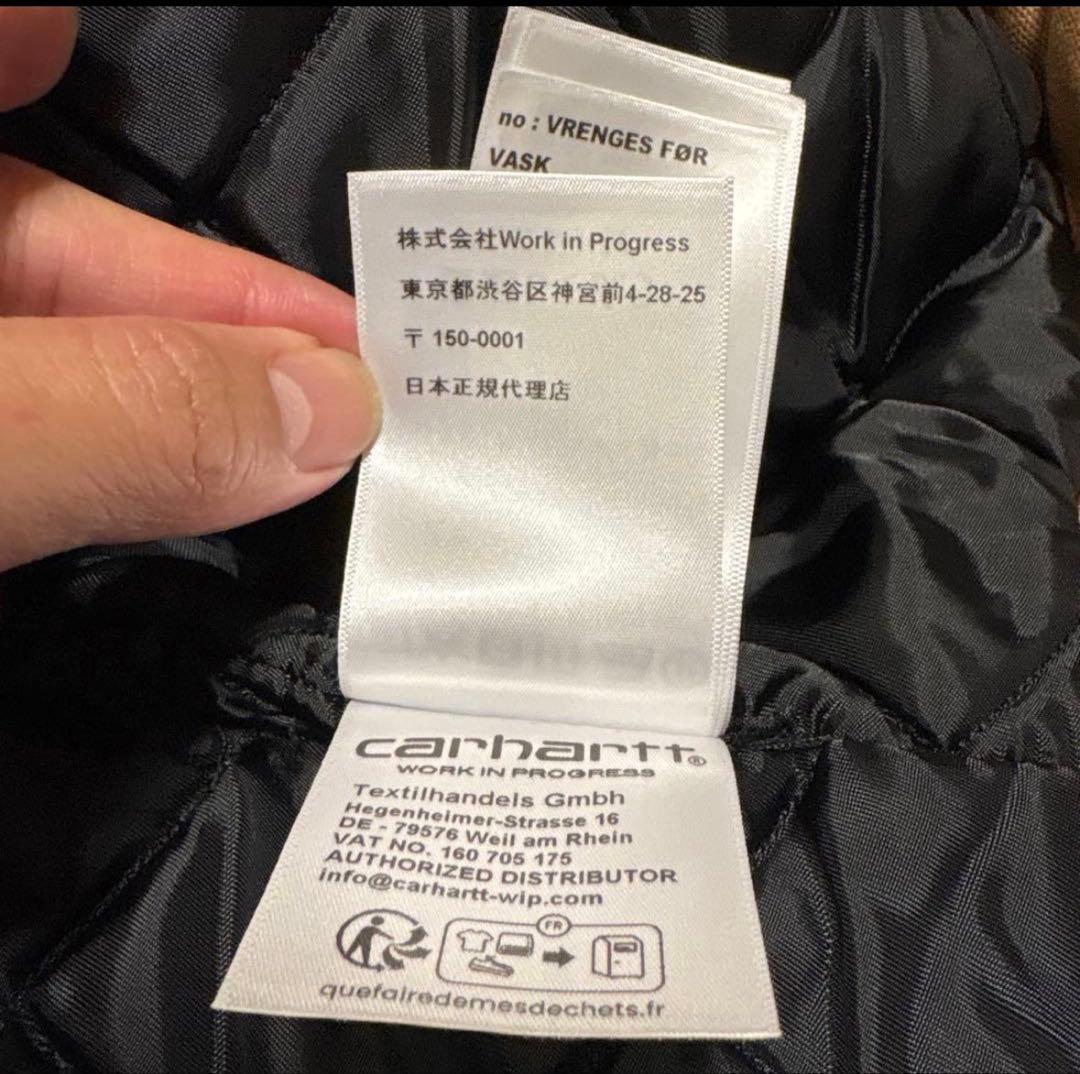 no : VRENGES FØR
VASK
株式会社Work in Progress
東京都渋谷区神宮前4-28-25
〒 150-0001
日本正規代理店
carhartt®
WORK IN PROGRESS
Textilhandels Gmbh
Hegenheimer-Strasse 16
DE - 79576 Weil am Rhein
VAT NO. 160 705 175
AUTHORIZED DISTRIBUTOR
info@carhartt-wip.com
FR
quefairedemesdechets.fr